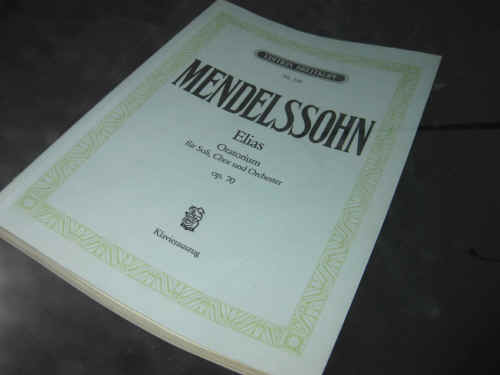 EDITION BREITKOPF
MENDELSSOHN
Elias
Oratorium
für Soli, Chor und Orchester
op. 70
Klavierauszug